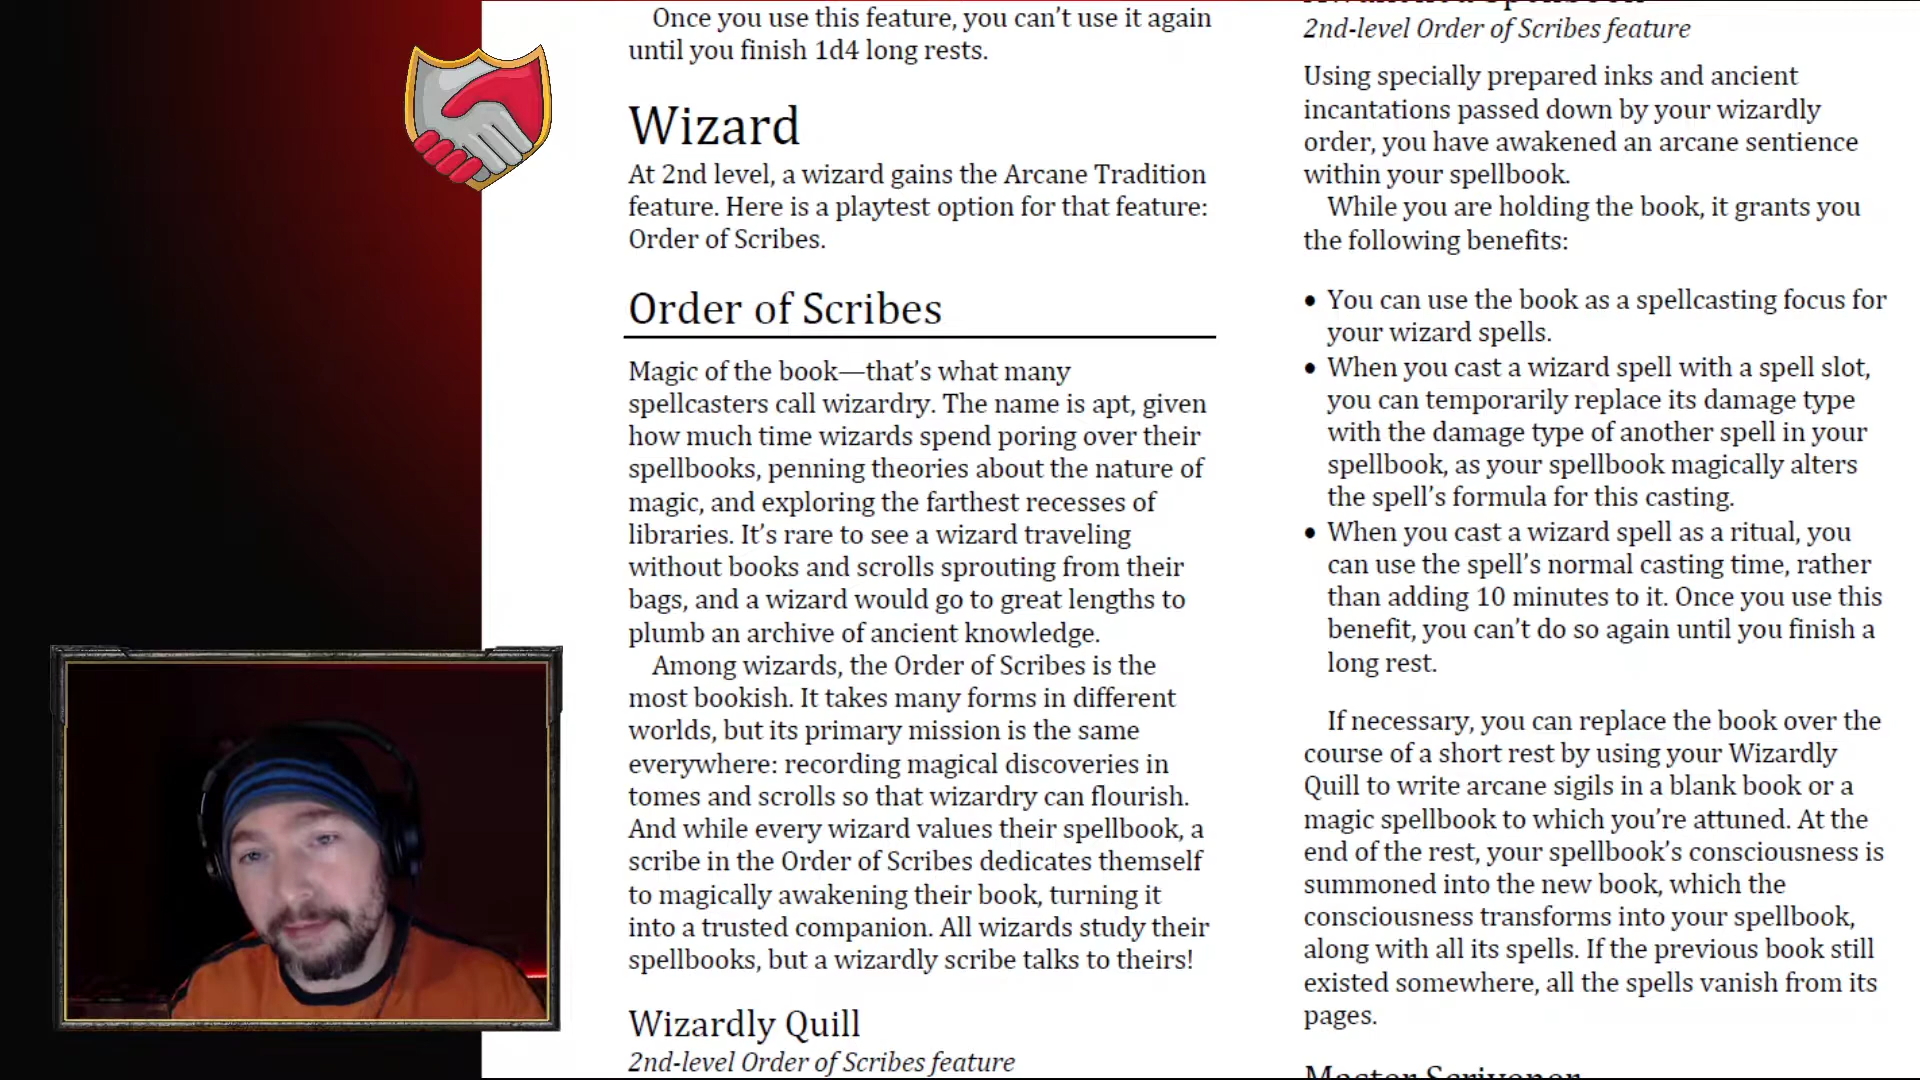 Once you use this feature, you can't use it again
until you finish 1d4 long rests.
Wizard
At 2nd level, a wizard gains the Arcane Tradition
feature. Here is a playtest option for that feature:
Order of Scribes.
Order of Scribes
Magic of the book—that's what many
spellcasters call wizardry. The name is apt, given
how much time wizards spend poring over their
spellbooks, penning theories about the nature of
magic, and exploring the farthest recesses of
libraries. It's rare to see a wizard traveling
without books and scrolls sprouting from their
bags, and a wizard would go to great lengths to
plumb an archive of ancient knowledge.
Among wizards, the Order of Scribes is the
most bookish. It takes many forms in different
worlds, but its primary mission is the same
everywhere: recording magical discoveries in
tomes and scrolls so that wizardry can flourish.
And while every wizard values their spellbook, a
scribe in the Order of Scribes dedicates themself
to magically awakening their book, turning it
into a trusted companion. All wizards study their
spellbooks, but a wizardly scribe talks to theirs!
Wizardly Quill
2nd-level Order of Scribes feature
2nd-level Order of Scribes feature
Using specially prepared inks and ancient
incantations passed down by your wizardly
order, you have awakened an arcane sentience
within your spellbook.
While you are holding the book, it grants you
the following benefits:
• You can use the book as a spellcasting focus for
your wizard spells.
• When you cast a wizard spell with a spell slot,
you can temporarily replace its damage type
with the damage type of another spell in your
spellbook, as your spellbook magically alters
the spell's formula for this casting.
• When you cast a wizard spell as a ritual, you
can use the spell's normal casting time, rather
than adding 10 minutes to it. Once you use this
benefit, you can't do so again until you finish a
long rest.
If necessary, you can replace the book over the
course of a short rest by using your Wizardly
Quill to write arcane sigils in a blank book or a
magic spellbook to which you're attuned. At the
end of the rest, your spellbook's consciousness is
summoned into the new book, which the
consciousness transforms into your spellbook,
along with all its spells. If the previous book still
existed somewhere, all the spells vanish from its
pages.
Master Scrivener